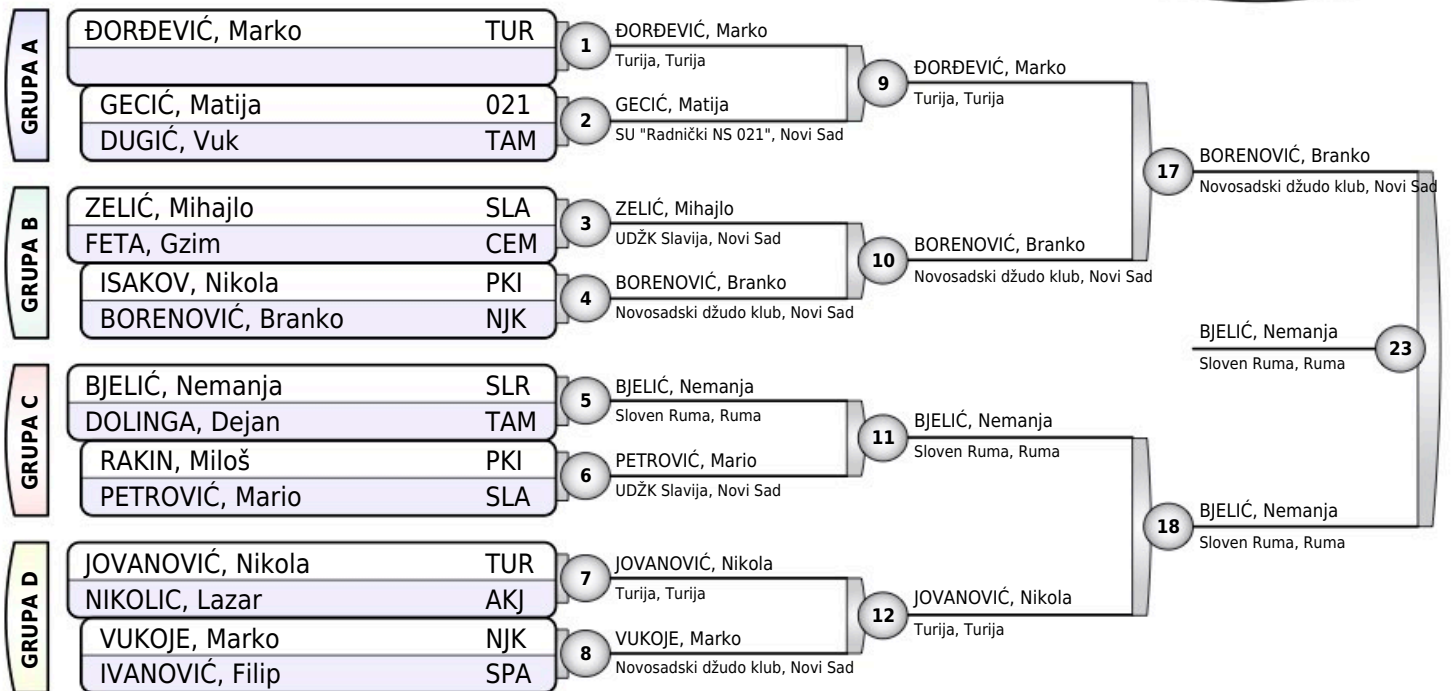 GRUPA A
ĐORĐEVIĆ, Marko TUR
GECIĆ, Matija 021
DUGIĆ, Vuk TAM
GRUPA B
ZELIĆ, Mihajlo SLA
FETA, Gzim CEM
ISAKOV, Nikola PKI
BORENOVIĆ, Branko NJK
GRUPA C
BJELIĆ, Nemanja SLR
DOLINGA, Dejan TAM
RAKIN, Miloš PKI
PETROVIĆ, Mario SLA
GRUPA D
JOVANOVIĆ, Nikola TUR
NIKOLIC, Lazar AKJ
VUKOJE, Marko NJK
IVANOVIĆ, Filip SPA
1
ĐORĐEVIĆ, Marko
Turija, Turija
2
GECIĆ, Matija
SU "Radnički NS 021", Novi Sad
3
ZELIĆ, Mihajlo
UDŽK Slavija, Novi Sad
4
BORENOVIĆ, Branko
Novosadski džudo klub, Novi Sad
5
BJELIĆ, Nemanja
Sloven Ruma, Ruma
6
PETROVIĆ, Mario
UDŽK Slavija, Novi Sad
7
JOVANOVIĆ, Nikola
Turija, Turija
8
VUKOJE, Marko
Novosadski džudo klub, Novi Sad
9
ĐORĐEVIĆ, Marko
Turija, Turija
10
BORENOVIĆ, Branko
Novosadski džudo klub, Novi Sad
11
BJELIĆ, Nemanja
Sloven Ruma, Ruma
12
JOVANOVIĆ, Nikola
Turija, Turija
17
BORENOVIĆ, Branko
Novosadski džudo klub, Novi Sad
18
BJELIĆ, Nemanja
Sloven Ruma, Ruma
BJELIĆ, Nemanja
Sloven Ruma, Ruma
23